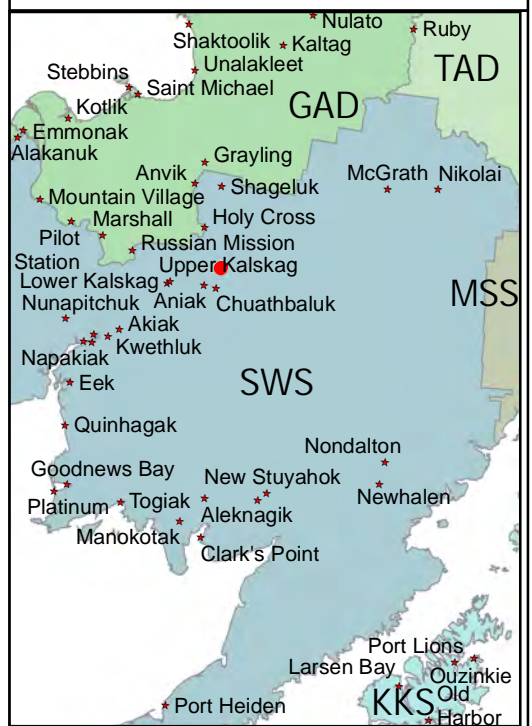 Nulato
Ruby
Shaktoolik
Kaltag
TAD
Unalakleet
Stebbins
Saint Michael
GAD
Kotlik
Emmonak
Alakanuk
Grayling
Anvik
Shageluk
McGrath
Nikolai
Mountain Village
Marshall
Holy Cross
Pilot
Station
Russian Mission
Upper Kalskag
Lower Kalskag
Aniak
Chuathbaluk
MSS
Nunapitchuk
Akiak
Kwethluk
Napakiak
Eek
SWS
Quinhagak
Nondalton
Goodnews Bay
New Stuyahok
Newhalen
Platinum
Togiak
Aleknagik
Manokotak
Clark's Point
Port Lions
Larsen Bay
Ouzinkie
KKS
Old
Harbor
Port Heiden